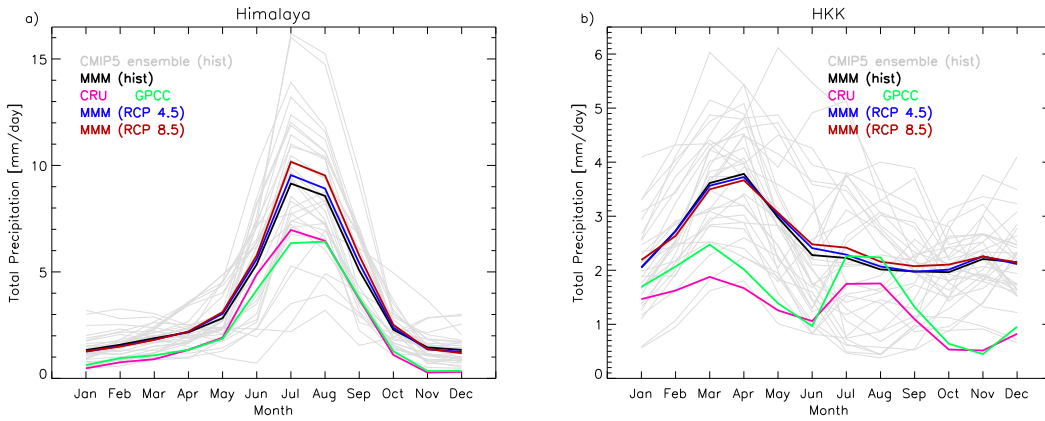 a)
Himalaya
CMIP5 ensemble (hist)
MMM (hist)
CRU GPCC
MMM (RCP 4.5)
MMM (RCP 8.5)
Total Precipitation [mm/day]
15
10
5
0
Jan Feb Mar Apr May Jun Jul Aug Sep Oct Nov Dec
Month
b)
HKK
CMIP5 ensemble (hist)
MMM (hist)
CRU GPCC
MMM (RCP 4.5)
MMM (RCP 8.5)
Total Precipitation [mm/day]
6
5
4
3
2
1
0
Jan Feb Mar Apr May Jun Jul Aug Sep Oct Nov Dec
Month